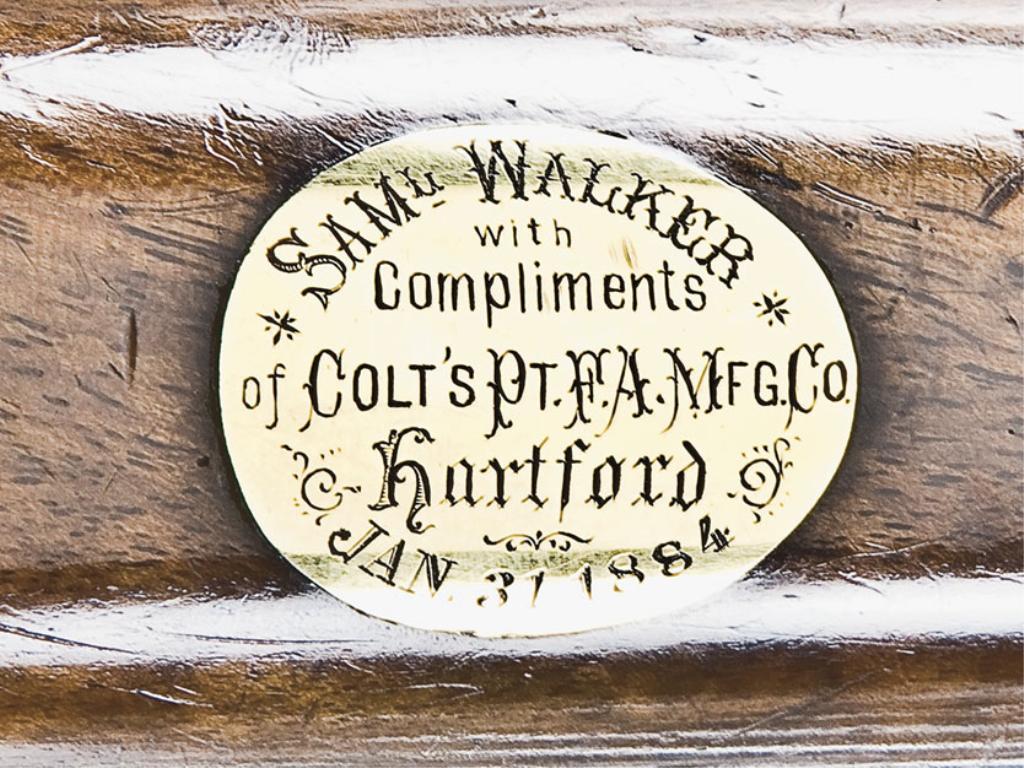 SAML WALKER
with
Compliments
of COLT'S PT. F. A. MFG. Co.
Hartford
JAN. 31 1884